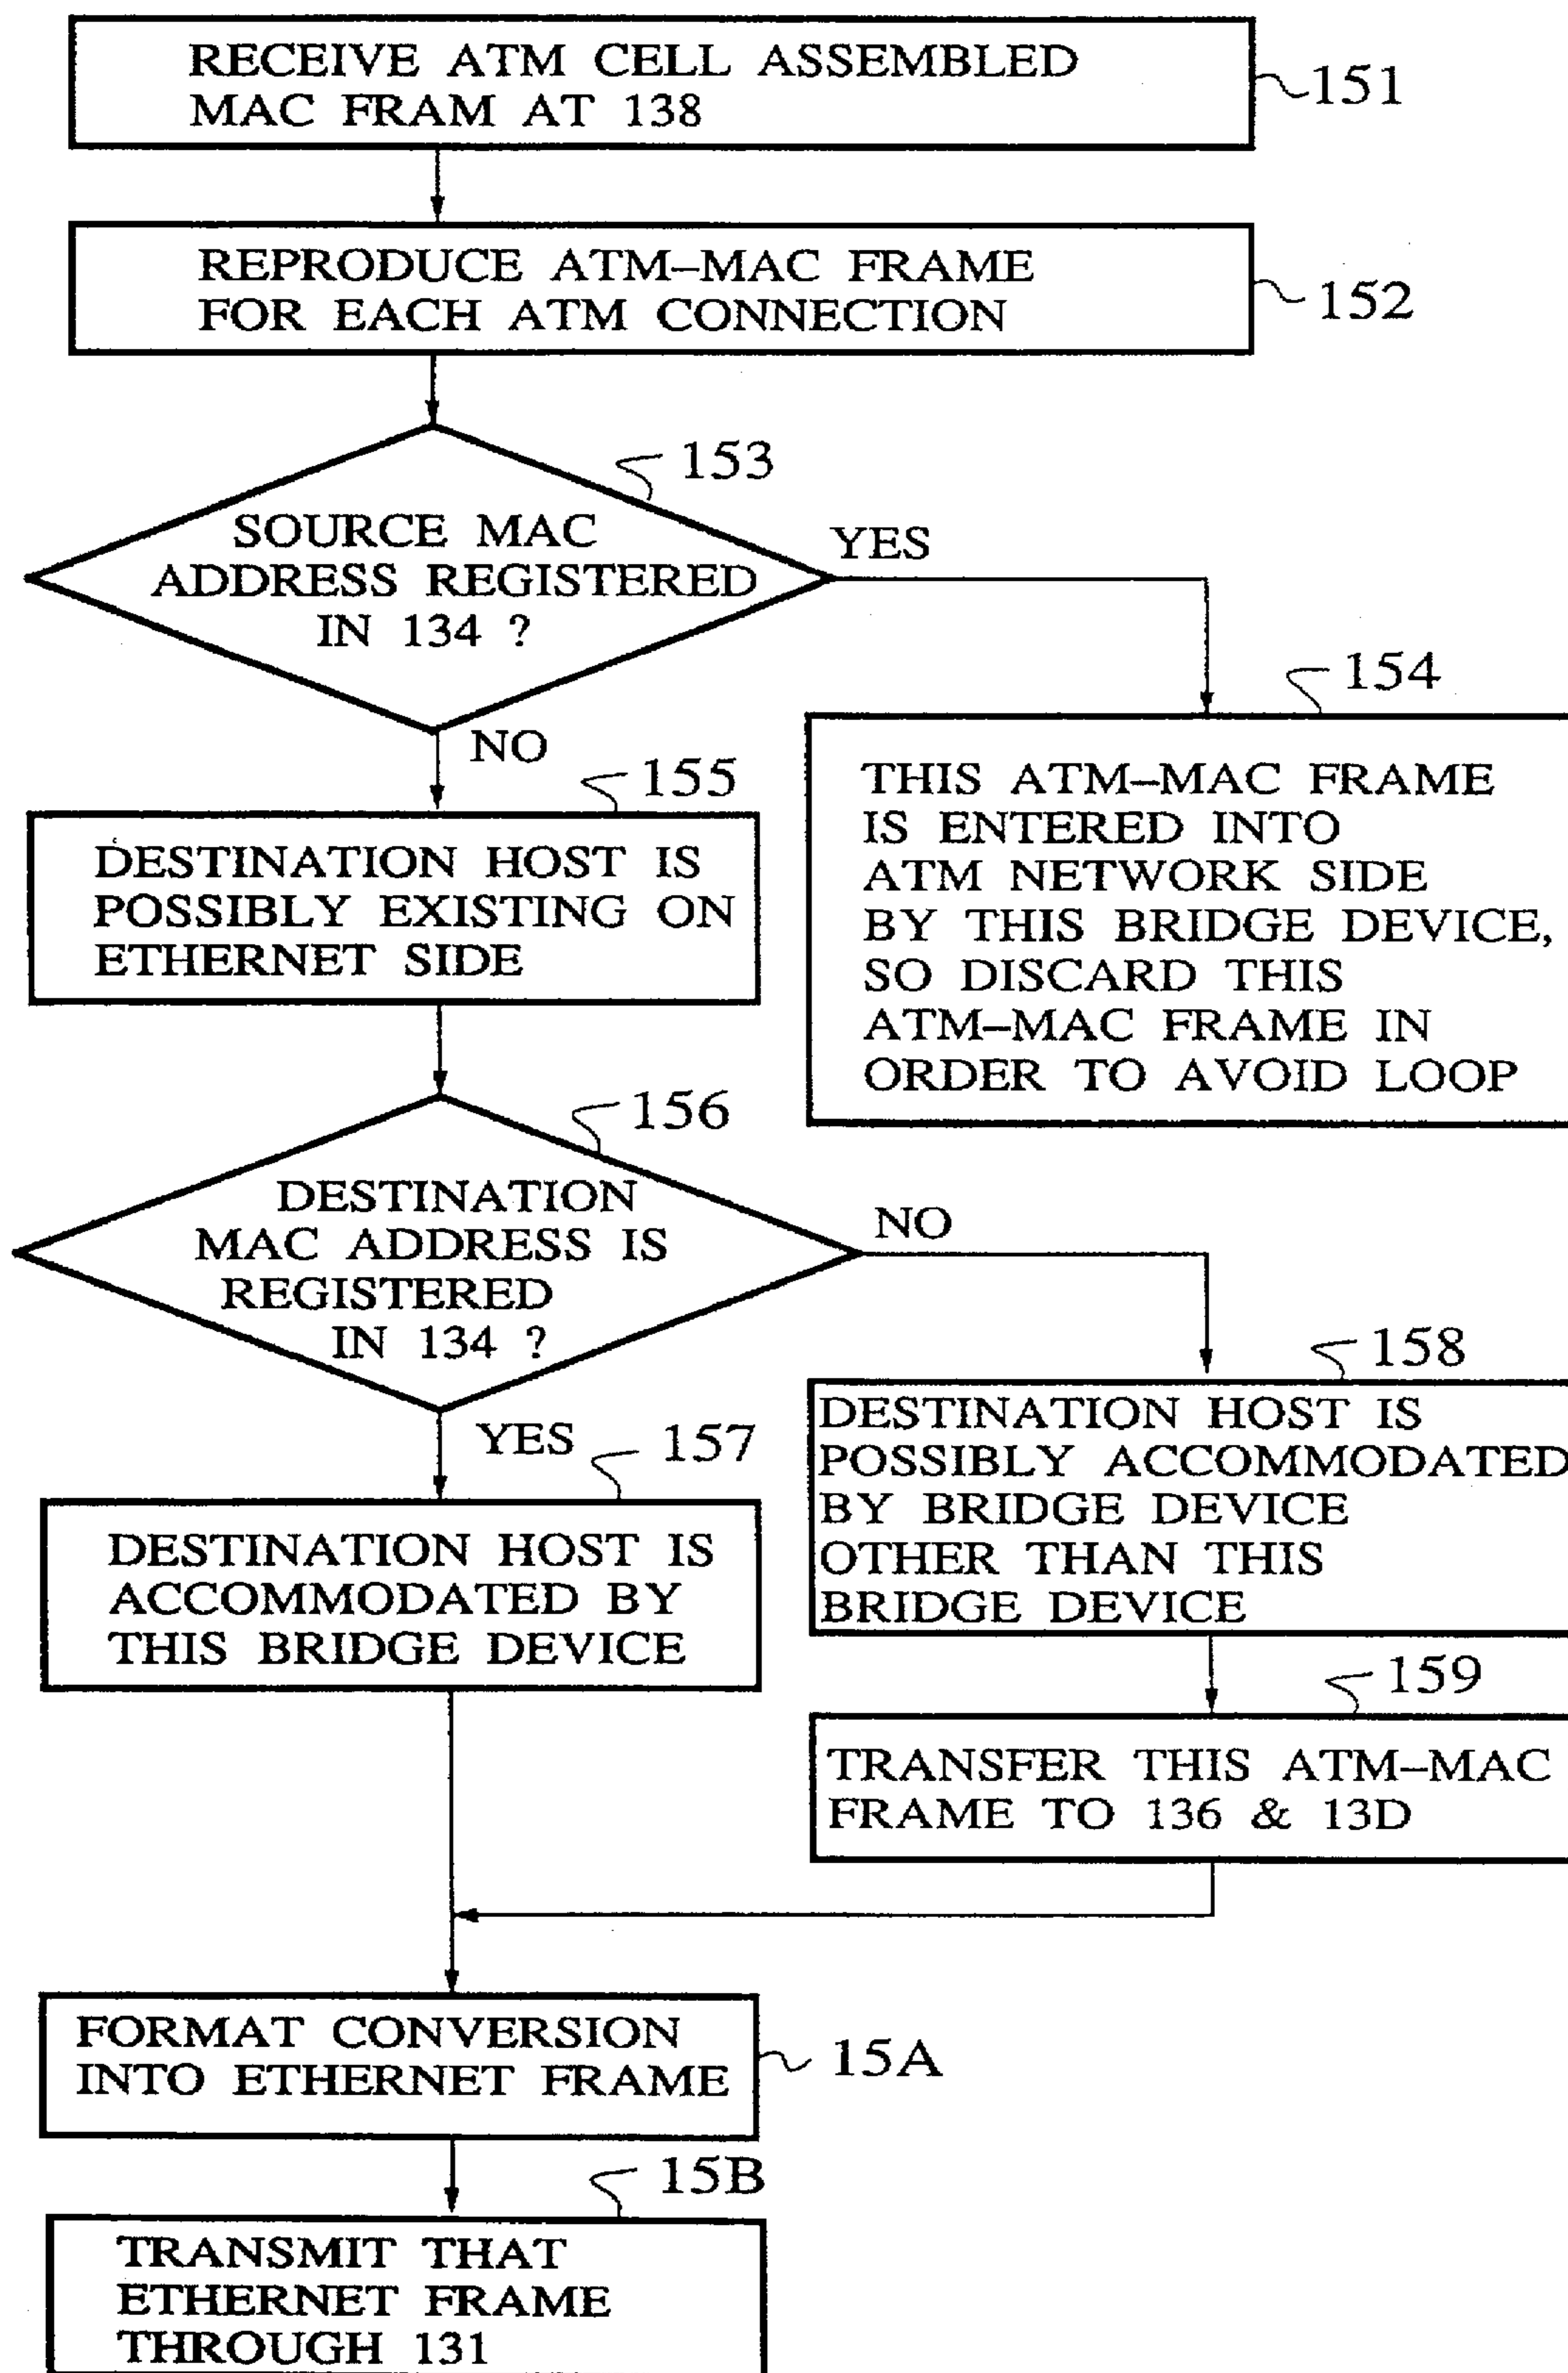 RECEIVE ATM CELL ASSEMBLED
MAC FRAM AT 138
151
REPRODUCE ATM–MAC FRAME
FOR EACH ATM CONNECTION
152
153
SOURCE MAC
ADDRESS REGISTERED
IN 134 ?
YES
NO
154
THIS ATM–MAC FRAME
IS ENTERED INTO
ATM NETWORK SIDE
BY THIS BRIDGE DEVICE,
SO DISCARD THIS
ATM–MAC FRAME IN
ORDER TO AVOID LOOP
155
DESTINATION HOST IS
POSSIBLY EXISTING ON
ETHERNET SIDE
156
DESTINATION
MAC ADDRESS IS
REGISTERED
IN 134 ?
NO
YES
157
DESTINATION HOST IS
ACCOMMODATED BY
THIS BRIDGE DEVICE
158
DESTINATION HOST IS
POSSIBLY ACCOMMODATED
BY BRIDGE DEVICE
OTHER THAN THIS
BRIDGE DEVICE
159
TRANSFER THIS ATM–MAC
FRAME TO 136 & 13D
FORMAT CONVERSION
INTO ETHERNET FRAME
15A
15B
TRANSMIT THAT
ETHERNET FRAME
THROUGH 131